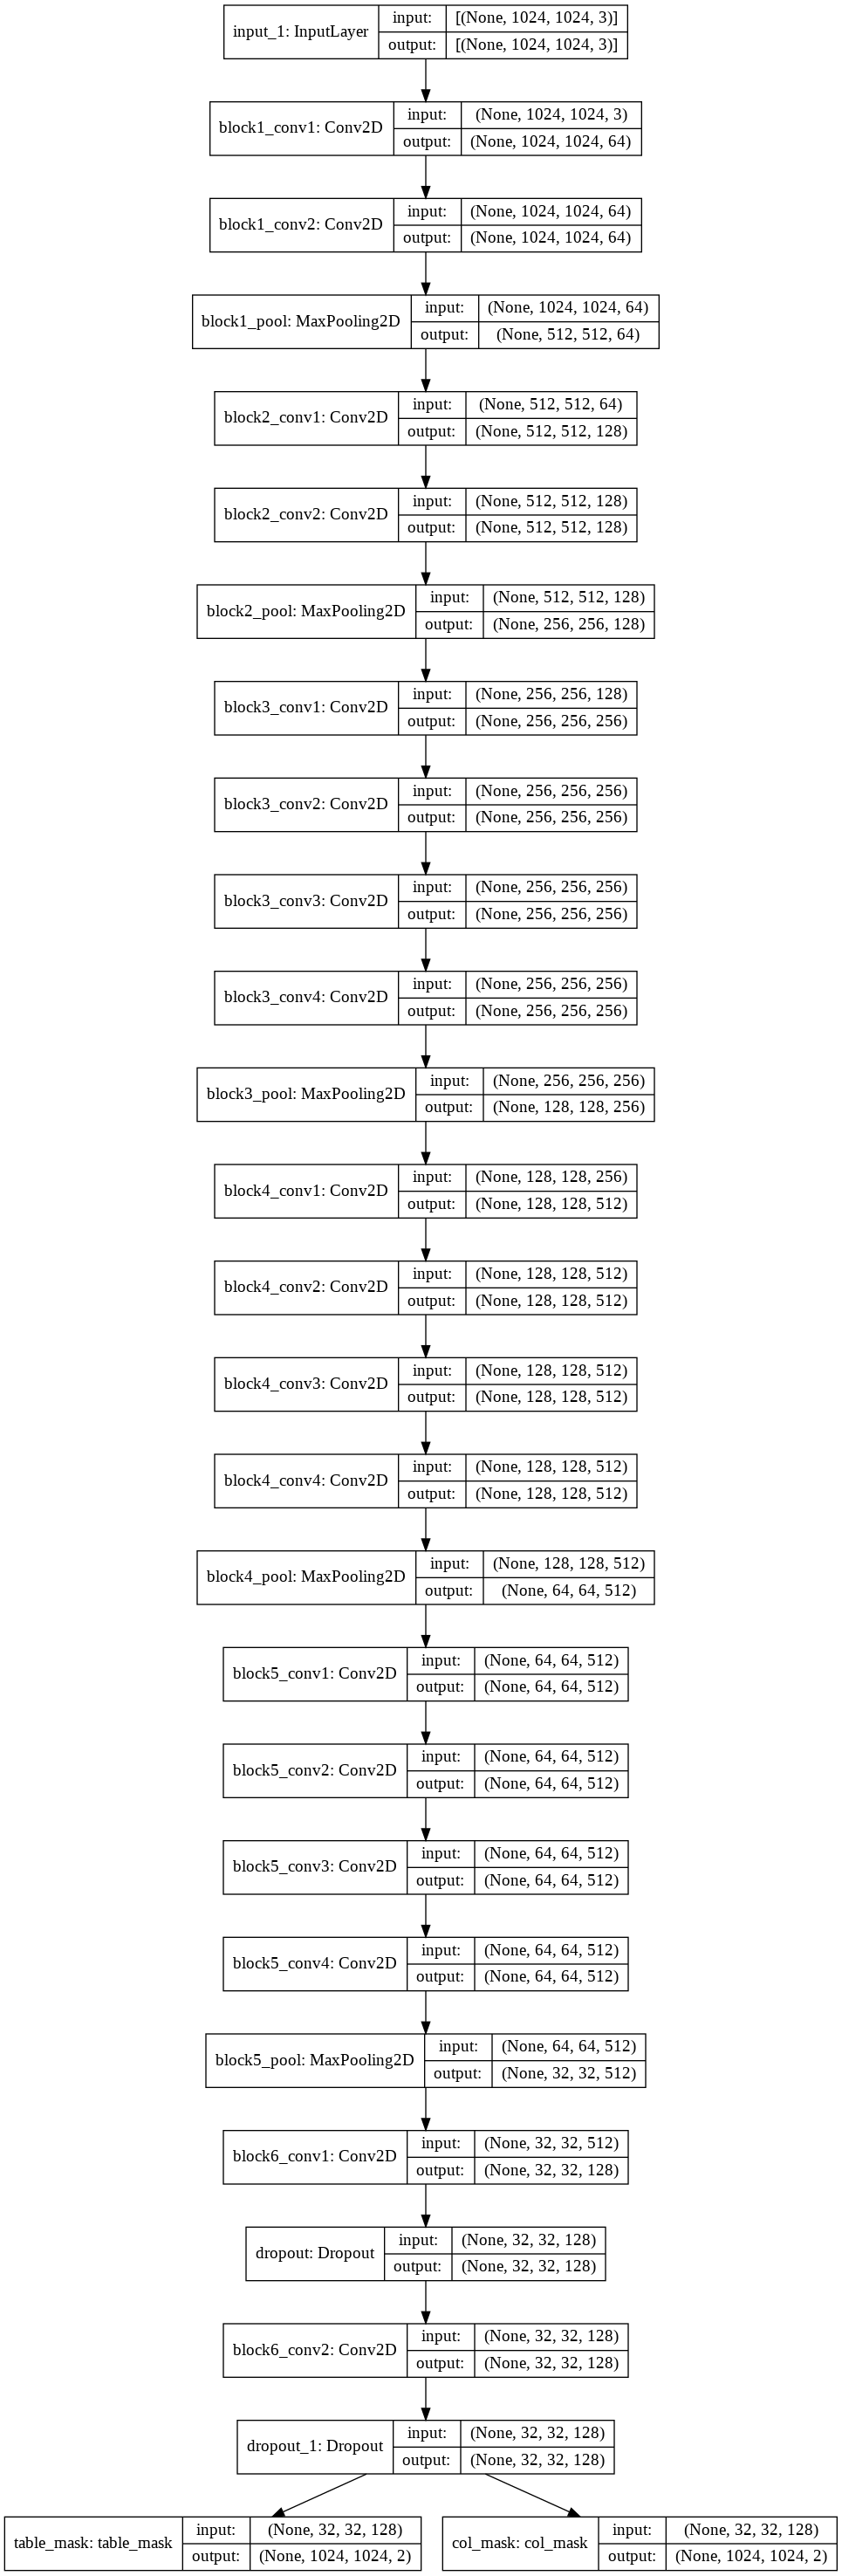 input_1: InputLayer
input: [(None, 1024, 1024, 3)]
output: [(None, 1024, 1024, 3)]
block1_conv1: Conv2D
input: (None, 1024, 1024, 3)
output: (None, 1024, 1024, 64)
block1_conv2: Conv2D
input: (None, 1024, 1024, 64)
output: (None, 1024, 1024, 64)
block1_pool: MaxPooling2D
input: (None, 1024, 1024, 64)
output: (None, 512, 512, 64)
block2_conv1: Conv2D
input: (None, 512, 512, 64)
output: (None, 512, 512, 128)
block2_conv2: Conv2D
input: (None, 512, 512, 128)
output: (None, 512, 512, 128)
block2_pool: MaxPooling2D
input: (None, 512, 512, 128)
output: (None, 256, 256, 128)
block3_conv1: Conv2D
input: (None, 256, 256, 128)
output: (None, 256, 256, 256)
block3_conv2: Conv2D
input: (None, 256, 256, 256)
output: (None, 256, 256, 256)
block3_conv3: Conv2D
input: (None, 256, 256, 256)
output: (None, 256, 256, 256)
block3_conv4: Conv2D
input: (None, 256, 256, 256)
output: (None, 256, 256, 256)
block3_pool: MaxPooling2D
input: (None, 256, 256, 256)
output: (None, 128, 128, 256)
block4_conv1: Conv2D
input: (None, 128, 128, 256)
output: (None, 128, 128, 512)
block4_conv2: Conv2D
input: (None, 128, 128, 512)
output: (None, 128, 128, 512)
block4_conv3: Conv2D
input: (None, 128, 128, 512)
output: (None, 128, 128, 512)
block4_conv4: Conv2D
input: (None, 128, 128, 512)
output: (None, 128, 128, 512)
block4_pool: MaxPooling2D
input: (None, 128, 128, 512)
output: (None, 64, 64, 512)
block5_conv1: Conv2D
input: (None, 64, 64, 512)
output: (None, 64, 64, 512)
block5_conv2: Conv2D
input: (None, 64, 64, 512)
output: (None, 64, 64, 512)
block5_conv3: Conv2D
input: (None, 64, 64, 512)
output: (None, 64, 64, 512)
block5_conv4: Conv2D
input: (None, 64, 64, 512)
output: (None, 64, 64, 512)
block5_pool: MaxPooling2D
input: (None, 64, 64, 512)
output: (None, 32, 32, 512)
block6_conv1: Conv2D
input: (None, 32, 32, 512)
output: (None, 32, 32, 128)
dropout: Dropout
input: (None, 32, 32, 128)
output: (None, 32, 32, 128)
block6_conv2: Conv2D
input: (None, 32, 32, 128)
output: (None, 32, 32, 128)
dropout_1: Dropout
input: (None, 32, 32, 128)
output: (None, 32, 32, 128)
table_mask: table_mask
input: (None, 32, 32, 128)
output: (None, 1024, 1024, 2)
col_mask: col_mask
input: (None, 32, 32, 128)
output: (None, 1024, 1024, 2)